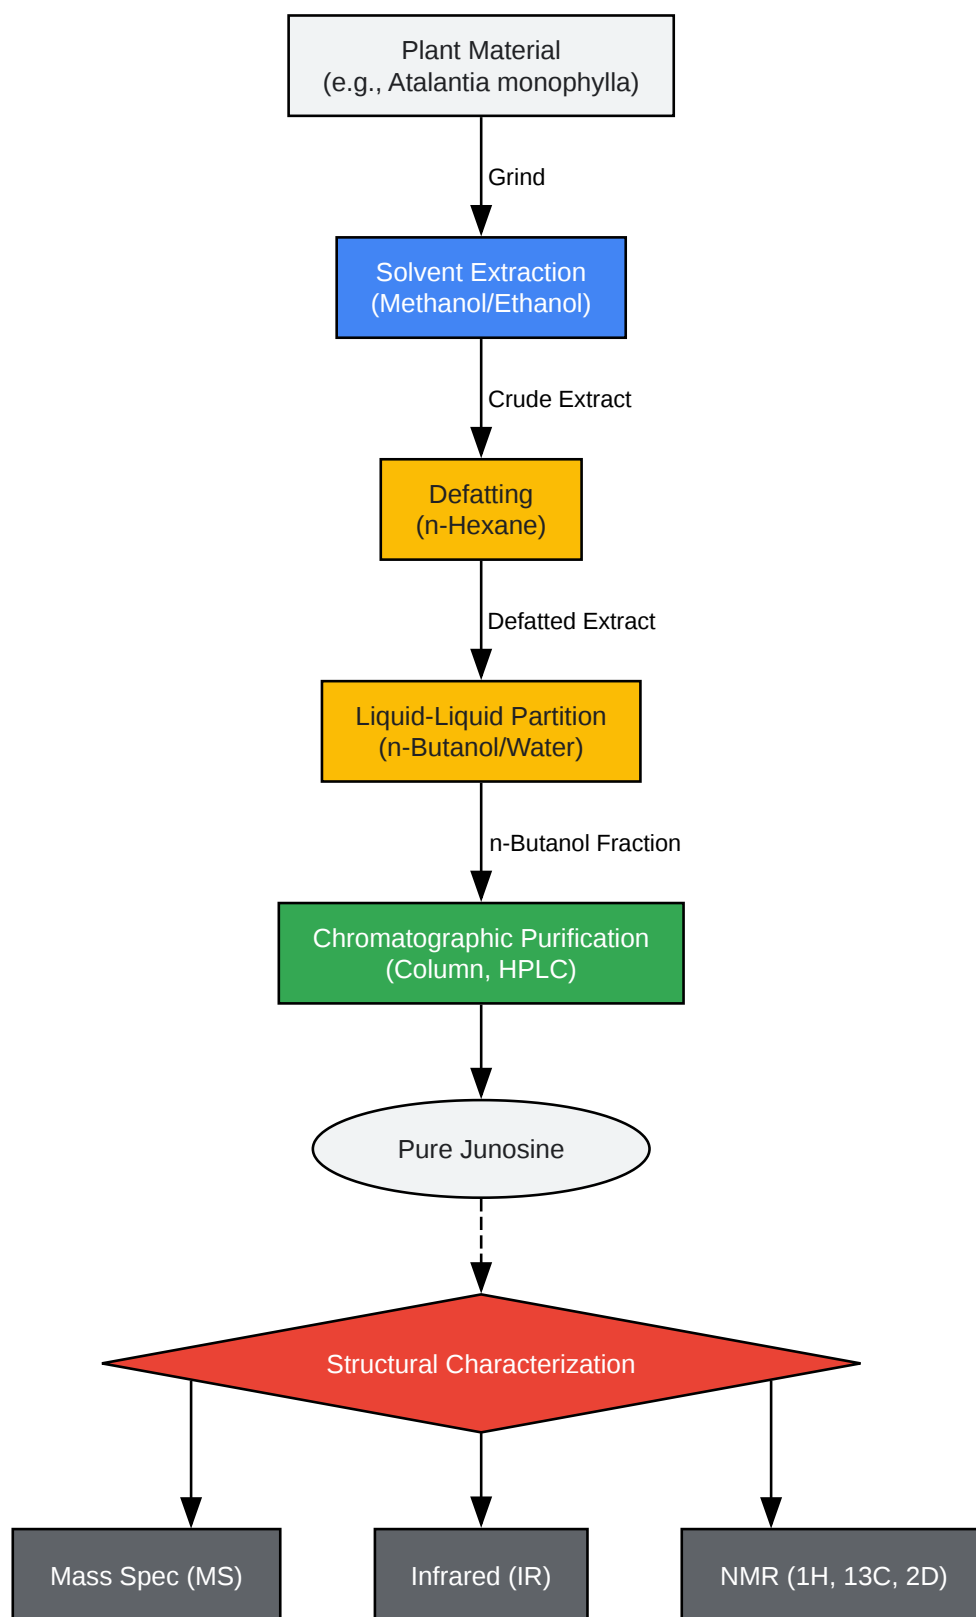 Plant Material
(e.g., Atalantia monophylla)
Grind
Solvent Extraction
(Methanol/Ethanol)
Crude Extract
Defatting
(n-Hexane)
Defatted Extract
Liquid-Liquid Partition
(n-Butanol/Water)
n-Butanol Fraction
Chromatographic Purification
(Column, HPLC)
Pure Junosine
Structural Characterization
Mass Spec (MS)
Infrared (IR)
NMR (1H, 13C, 2D)